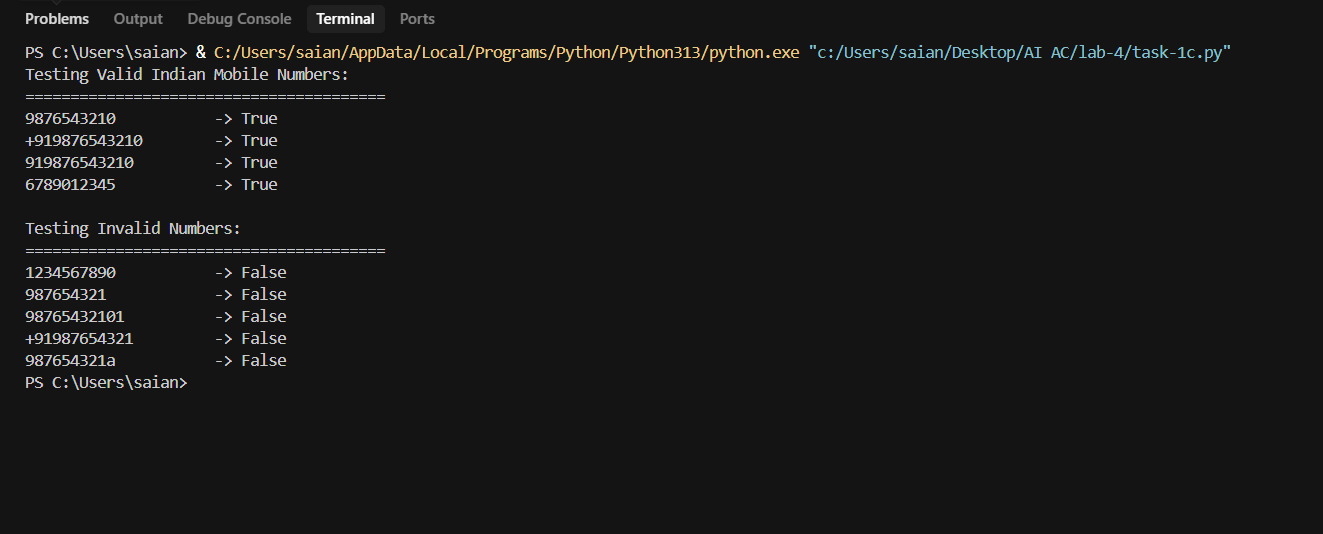 Problems Output Debug Console Terminal Ports
PS C:\Users\saian> & C:/Users/saian/AppData/Local/Programs/Python/Python313/python.exe "c:/Users/saian/Desktop/AI AC/lab-4/task-1c.py"
Testing Valid Indian Mobile Numbers:
========================================
9876543210           -> True
+919876543210        -> True
919876543210         -> True
6789012345           -> True

Testing Invalid Numbers:
========================================
1234567890           -> False
987654321            -> False
98765432101          -> False
+91987654321         -> False
987654321a           -> False
PS C:\Users\saian>